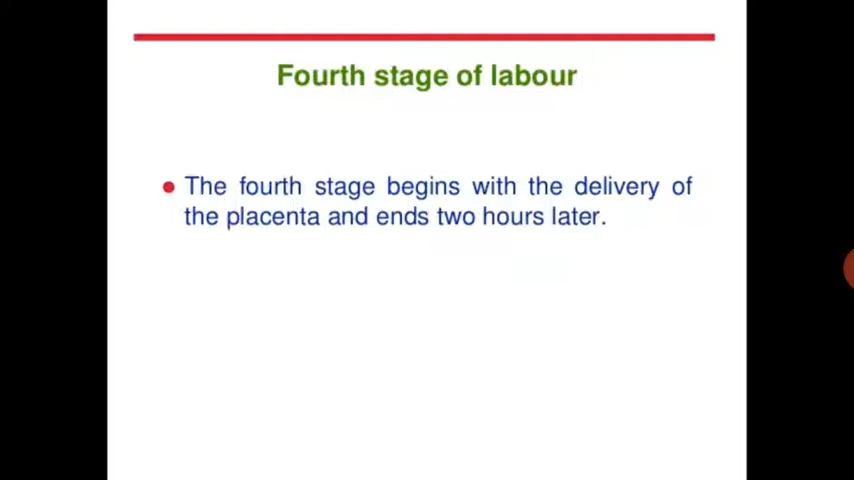 Fourth stage of labour
The fourth stage begins with the delivery of
the placenta and ends two hours later.